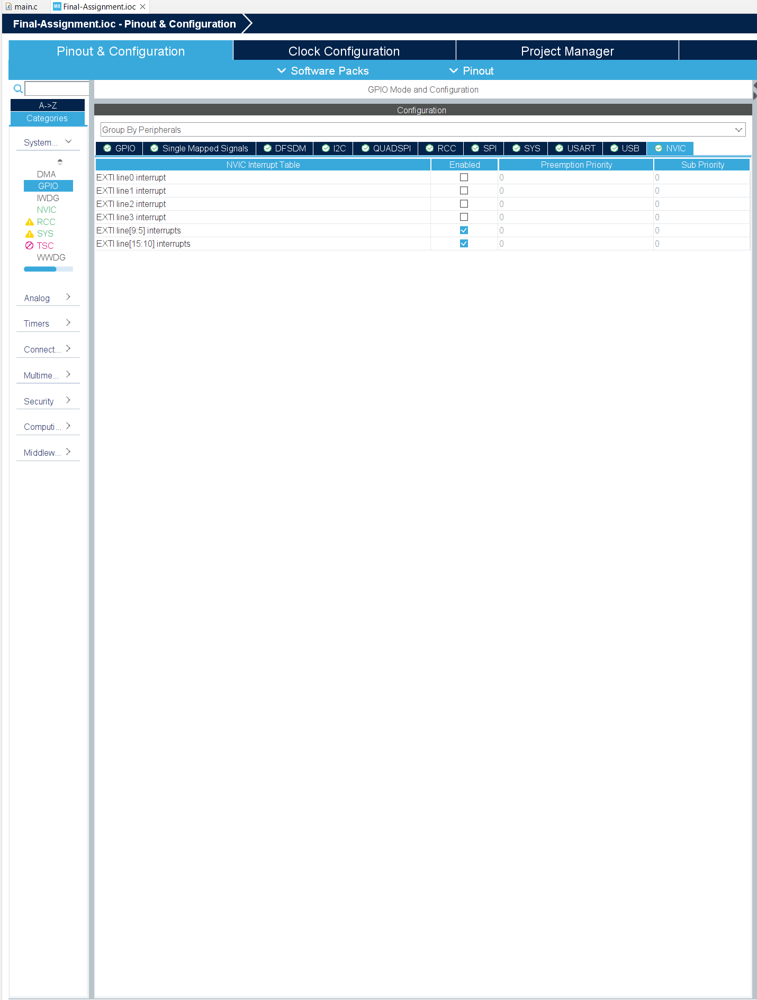 main.c
MX Final-Assignment.ioc
Final-Assignment.ioc - Pinout & Configuration
Pinout & Configuration Clock Configuration Project Manager
Software Packs Pinout
GPIO Mode and Configuration
A->Z
Categories
Configuration
Group By Peripherals
System...
GPIO Single Mapped Signals DFSDM I2C QUADSPI RCC SPI SYS USART USB NVIC
NVIC Interrupt Table Enabled Preemption Priority Sub Priority
EXTI line0 interrupt 0 0
EXTI line1 interrupt 0 0
EXTI line2 interrupt 0 0
EXTI line3 interrupt 0 0
EXTI line[9:5] interrupts 0 0
EXTI line[15:10] interrupts 0 0
DMA
GPIO
IWDG
NVIC
RCC
SYS
TSC
WWDG
Analog
Timers
Connect...
Multime...
Security
Computi...
Middlew...